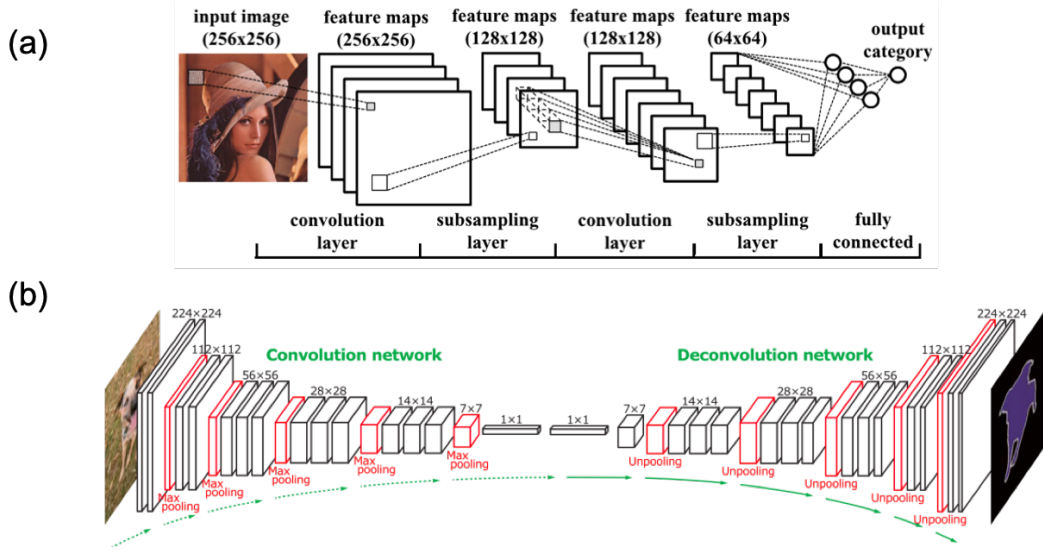 (a)
input image
(256x256)
feature maps
(256x256)
feature maps
(128x128)
feature maps
(128x128)
feature maps
(64x64)
output
category
convolution
layer
subsampling
layer
convolution
layer
subsampling
layer
fully
connected
(b)
224×224
112×112
56×56
28×28
14×14
7×7
1×1
1×1
7×7
14×14
28×28
56×56
112×112
224×224
Convolution network
Deconvolution network
Max
pooling
Max
pooling
Max
pooling
Max
pooling
Max
pooling
Unpooling
Unpooling
Unpooling
Unpooling
Unpooling